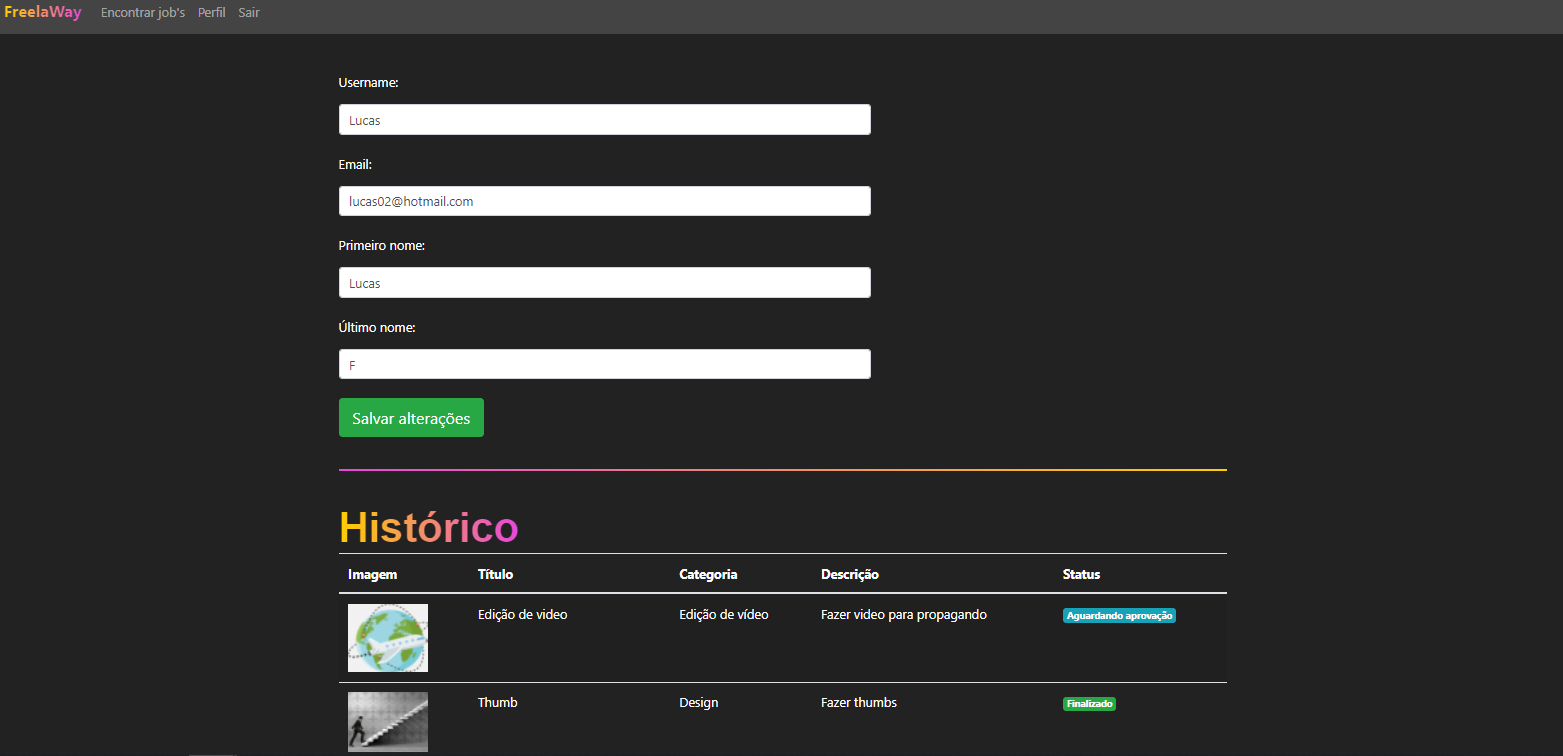 FreelaWay Encontrar job's Perfil Sair
Username:
Lucas
Email:
lucas02@hotmail.com
Primeiro nome:
Lucas
Último nome:
F
Salvar alterações
Histórico
Imagem Título Categoria Descrição Status
Edição de video Edição de vídeo Fazer video para propagando Aguardando aprovação
Thumb Design Fazer thumbs Finalizado